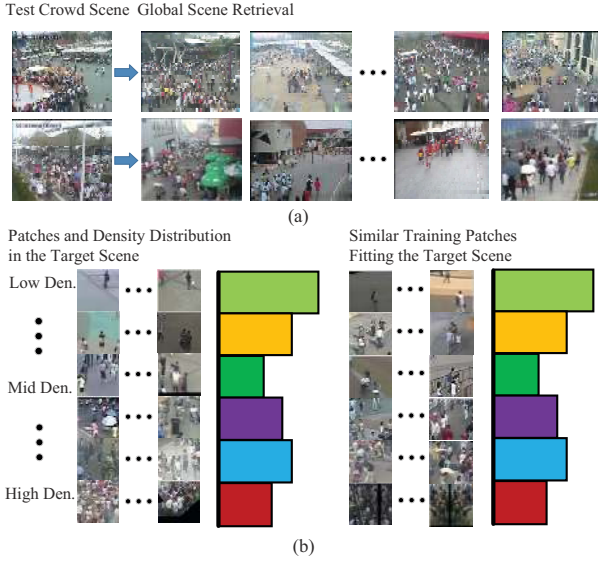 Test Crowd Scene Global Scene Retrieval
(a)
Patches and Density Distribution
in the Target Scene
Similar Training Patches
Fitting the Target Scene
Low Den.
Mid Den.
High Den.
(b)